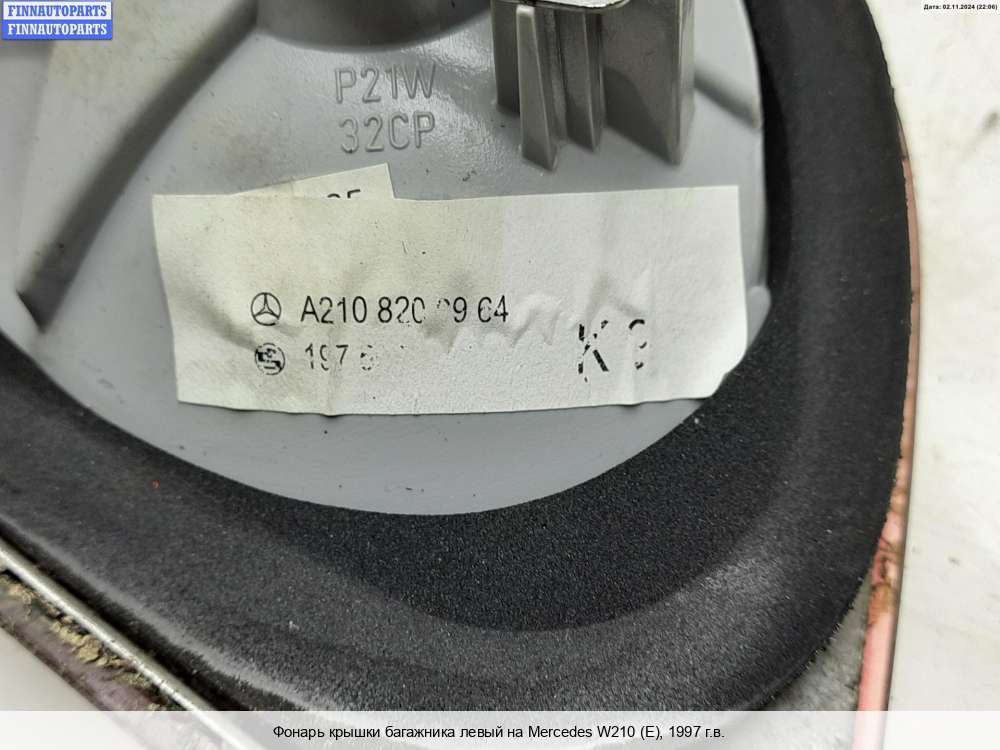 FINNAUTOPARTS
FINNAUTOPARTS
Дата: 02.11.2024 (22:06)
P21W
32CP
A210 820 64
K
Фонарь крышки багажника левый на Mercedes W210 (E), 1997 г.в.